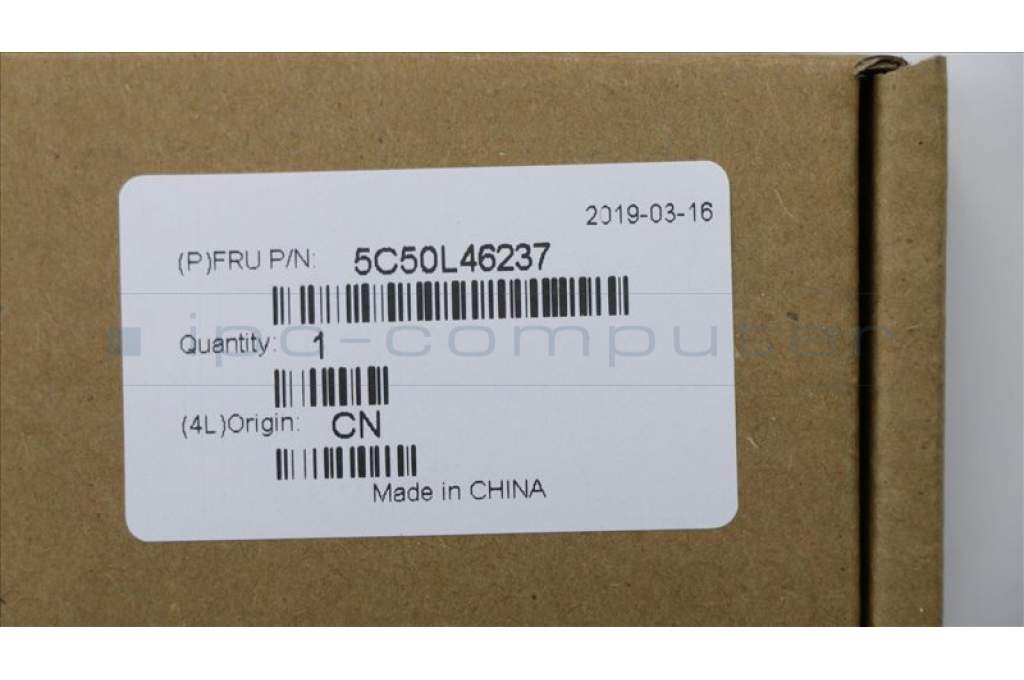 2019-03-16
(P)FRU P/N: 5C50L46237
ipc-computer
Quantity: 1
(4L)Origin: CN
Made in CHINA